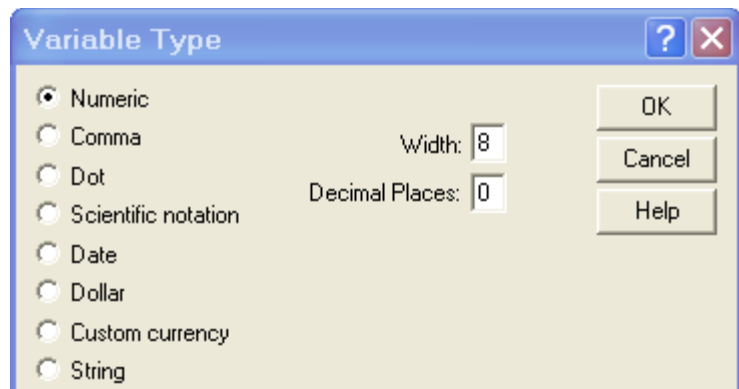 Variable Type
Numeric
Comma
Dot
Scientific notation
Date
Dollar
Custom currency
String
Width: 8
Decimal Places: 0
OK
Cancel
Help